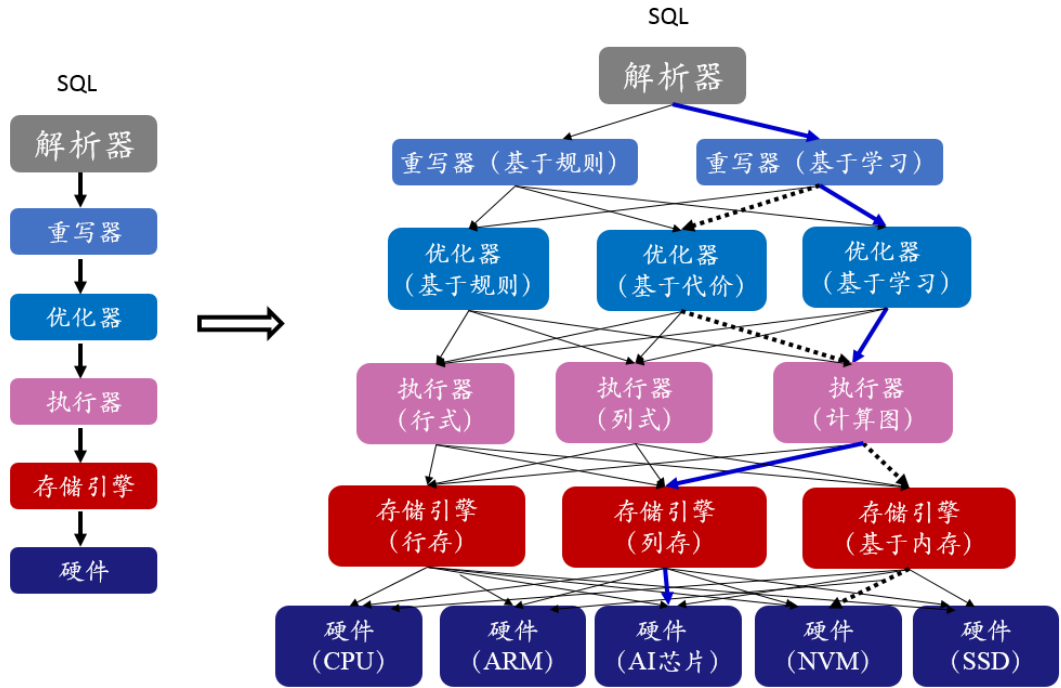 SQL
解析器
重写器
优化器
执行器
存储引擎
硬件
SQL
解析器
重写器（基于规则）
重写器（基于学习）
优化器
（基于规则）
优化器
（基于代价）
优化器
（基于学习）
执行器
（行式）
执行器
（列式）
执行器
（计算图）
存储引擎
（行存）
存储引擎
（列存）
存储引擎
（基于内存）
硬件
（CPU）
硬件
（ARM）
硬件
（AI芯片）
硬件
（NVM）
硬件
（SSD）